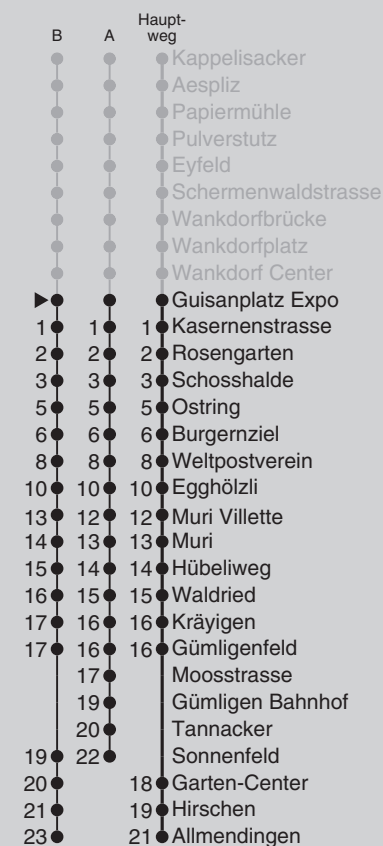 Haupt-
B A weg
Kappelisacker
Aespliz
Papiermühle
Pulverstutz
Eyfeld
Schermenwaldstrasse
Wankdorfbrücke
Wankdorfplatz
Wankdorf Center
Guisanplatz Expo
1 1 1 Kasernenstrasse
2 2 2 Rosengarten
3 3 3 Schosshalde
5 5 5 Ostring
6 6 6 Burgernziel
8 8 8 Weltpostverein
10 10 10 Egghölzli
13 12 12 Muri Villette
14 13 13 Muri
15 14 14 Hübeliweg
16 15 15 Waldried
17 16 16 Kräyigen
17 16 16 Gümligenfeld
17 Moosstrasse
19 Gümligen Bahnhof
20 Tannacker
19 22 Sonnenfeld
20 18 Garten-Center
21 19 Hirschen
23 21 Allmendingen